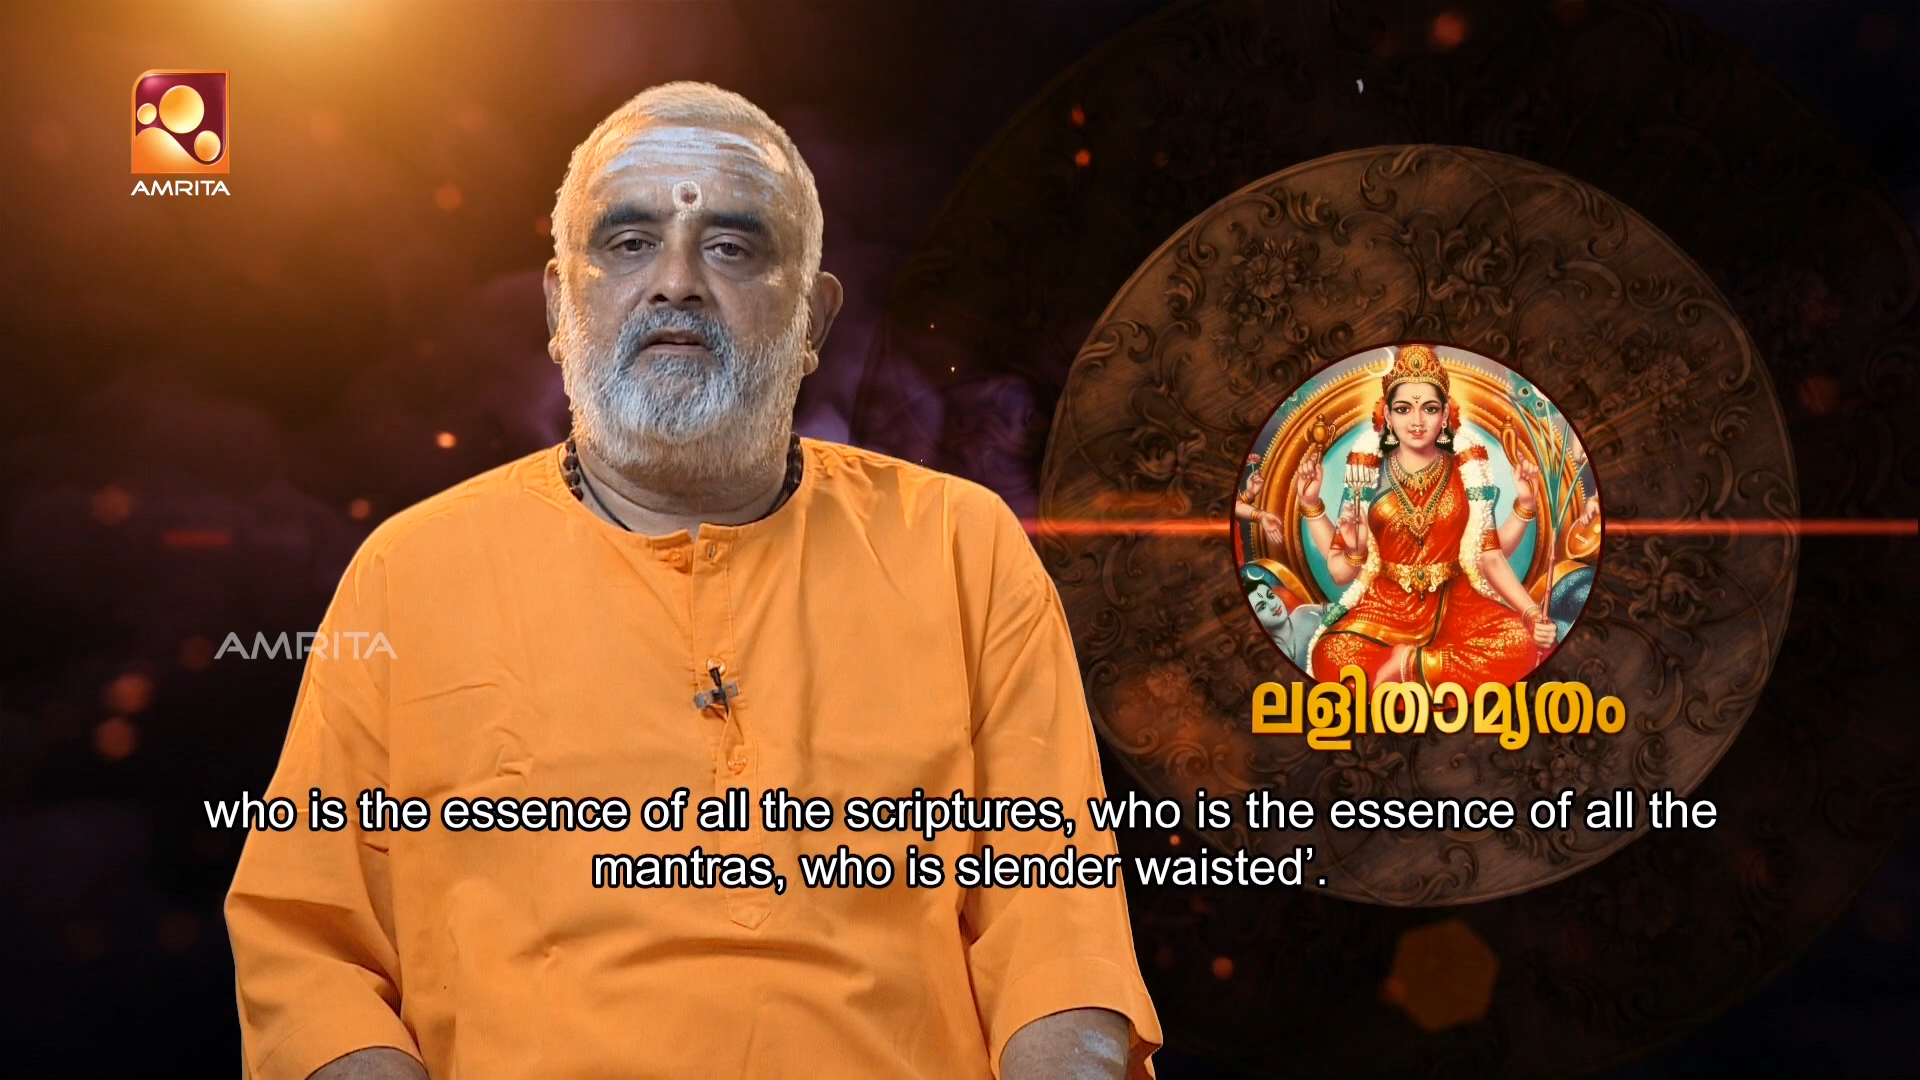 AMRITA
AMRITA
ലളിതാമൃതം
who is the essence of all the scriptures, who is the essence of all the
mantras, who is slender waisted’.